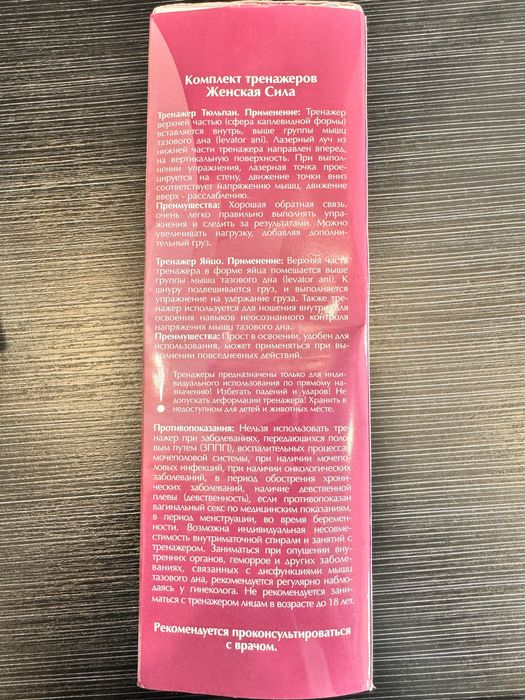 Комплект тренажеров
Женская Сила
Тренажер Тюльпан. Применение: Тренажер
верхней частью (сфера каплевидной формы)
вставляется внутрь, выше группы мышц
тазового дна (levator ani). Лазерный луч из
нижней части тренажера направлен вперед,
на вертикальную поверхность. При выпол-
нении упражнения, лазерная точка прое-
цируется на стену, движение точки вниз
соответствует напряжению мышц, движение
вверх - расслаблению.
Преимущества: Хорошая обратная связь,
очень легко правильно выполнять упра-
жнения и следить за результатами. Можно
увеличивать нагрузку, добавляя дополни-
тельный груз.
Тренажер Яйцо. Применение: Верхняя часть
тренажера в форме яйца помещается выше
группы мышц тазового дна (levator ani). К
шнуру подвешивается груз, и выполняется
упражнение на удержание груза. Также тре-
нажер используется для ношения внутри, для
освоения навыков неосознанного контроля
напряжения мышц тазового дна.
Преимущества: Прост в освоении, удобен для
использования, может применяться при вы-
полнении повседневных действий.
Тренажеры предназначены только для инди-
видуального использования по прямому на-
значению! Избегать падений и ударов! Не
допускать деформации тренажера! Хранить в
недоступном для детей и животных месте.
Противопоказания: Нельзя использовать тре-
нажер при заболеваниях, передающихся поло-
вым путем (ЗППП), воспалительных процессах
мочеполовой системы, при наличии мочепо-
ловых инфекций, при наличии онкологических
заболеваний, в период обострения хрони-
ческих заболеваний, наличие девственной
плевы (девственность), если противопоказан
вагинальный секс по медицинским показаниям,
в период менструации, во время беремен-
ности. Возможна индивидуальная несовме-
стимость внутриматочной спирали и занятий с
тренажером. Заниматься при опущении вну-
тренних органов, геморрое и других заболе-
ваниях, связанных с дисфункциями мышц
тазового дна, рекомендуется регулярно наблю-
даясь у гинеколога. Не рекомендуется зани-
маться с тренажером лицам в возрасте до 18 лет.
Рекомендуется проконсультироваться
с врачом.